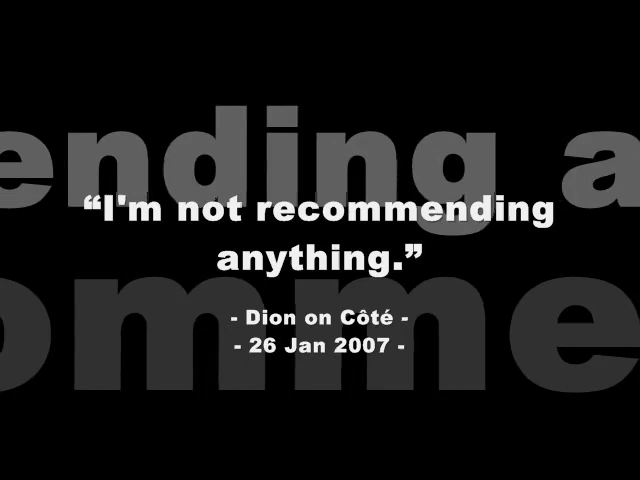 ending a
“I'm not recommending
anything.”
omme
- Dion on Côté -
- 26 Jan 2007 -